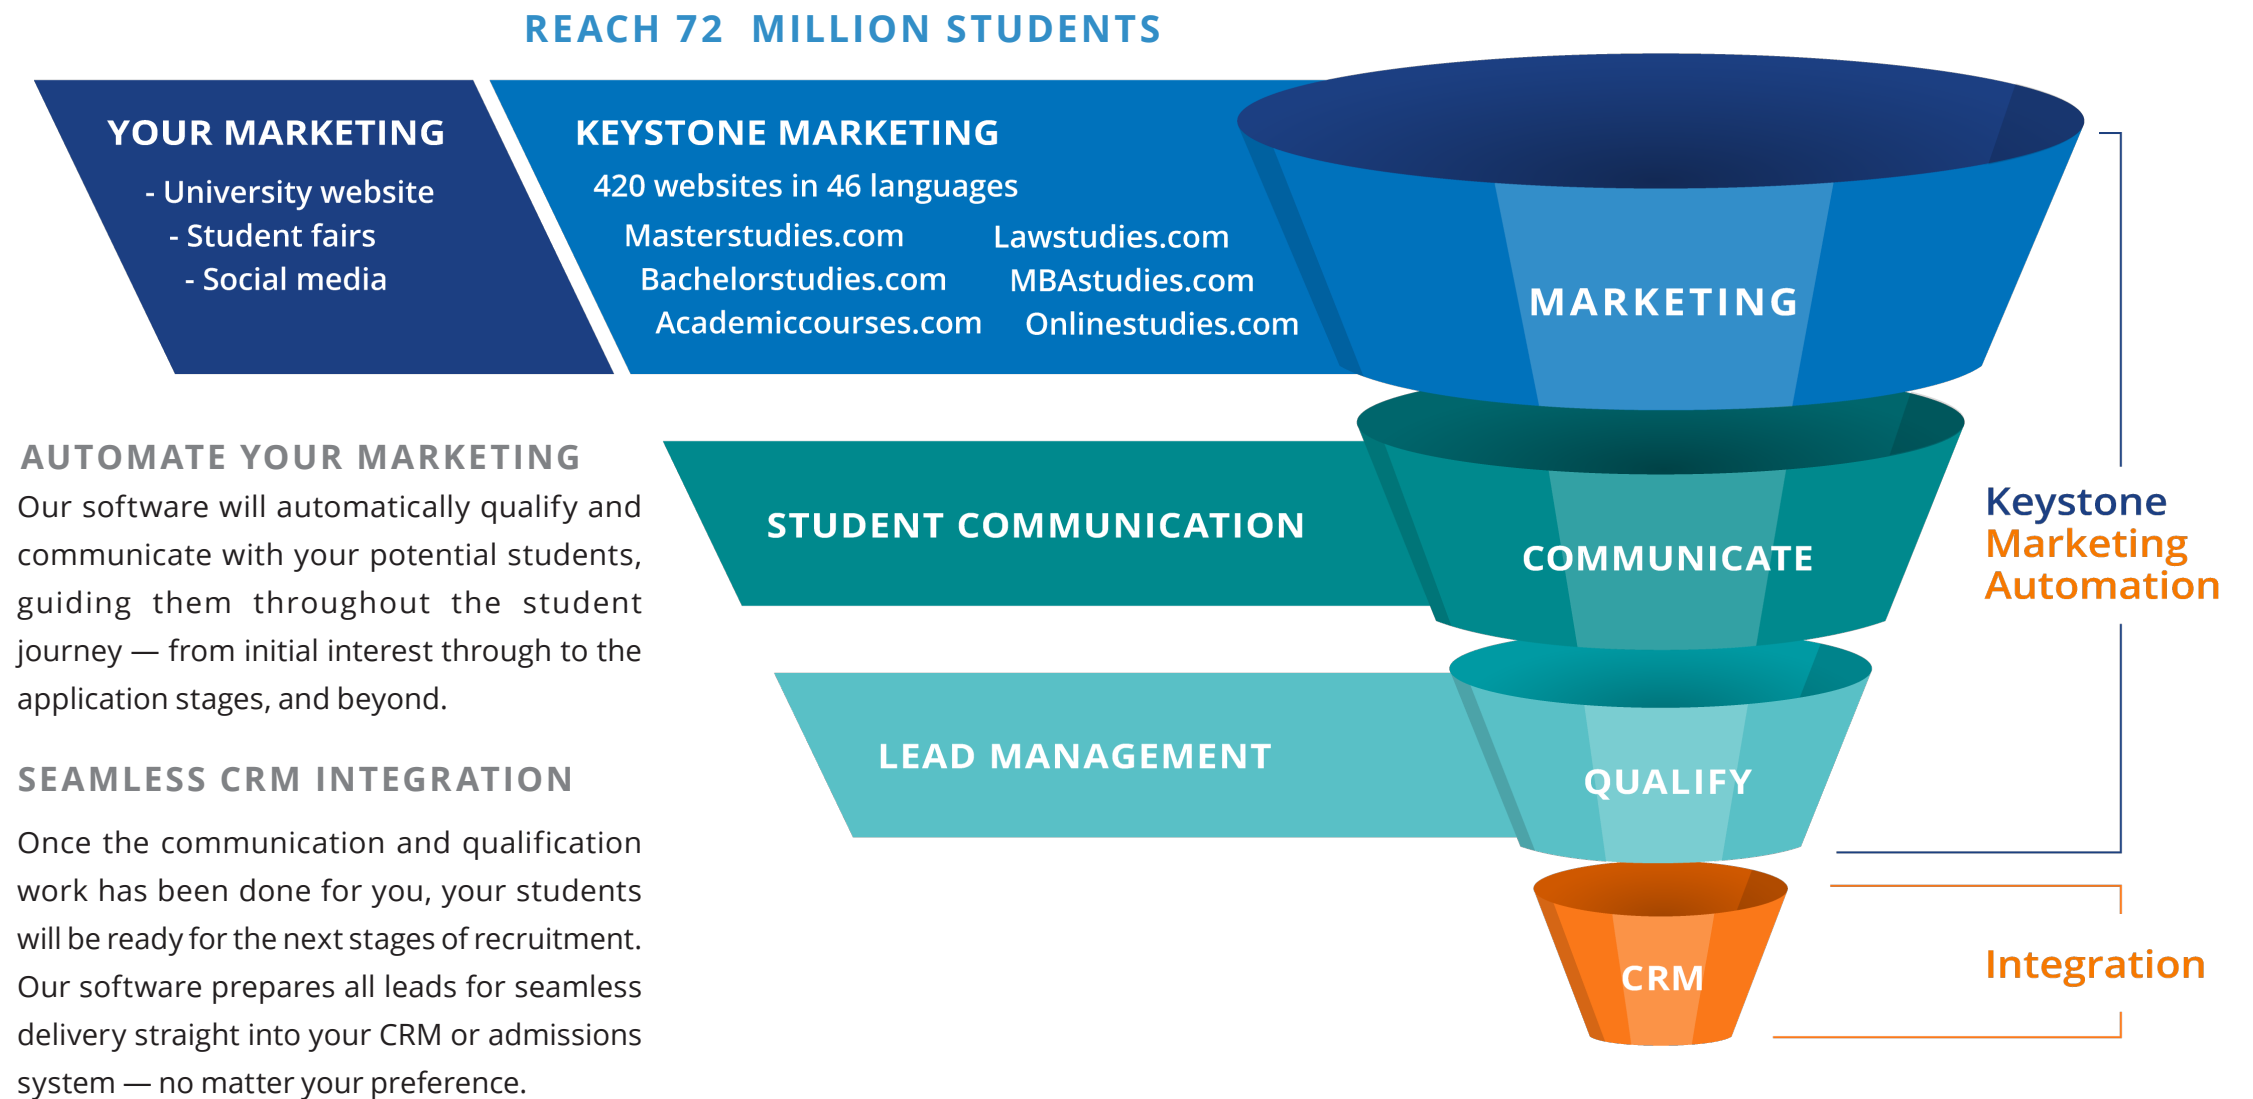 REACH 72 MILLION STUDENTS
YOUR MARKETING
- University website
- Student fairs
- Social media
KEYSTONE MARKETING
420 websites in 46 languages
Masterstudies.com
Bachelorstudies.com
Academiccourses.com
Lawstudies.com
MBAstudies.com
Onlinestudies.com
MARKETING
AUTOMATE YOUR MARKETING
Our software will automatically qualify and
communicate with your potential students,
guiding them throughout the student
journey — from initial interest through to the
application stages, and beyond.
STUDENT COMMUNICATION
COMMUNICATE
Keystone
Marketing
Automation
LEAD MANAGEMENT
QUALIFY
SEAMLESS CRM INTEGRATION
Once the communication and qualification
work has been done for you, your students
will be ready for the next stages of recruitment.
Our software prepares all leads for seamless
delivery straight into your CRM or admissions
system — no matter your preference.
CRM
Integration